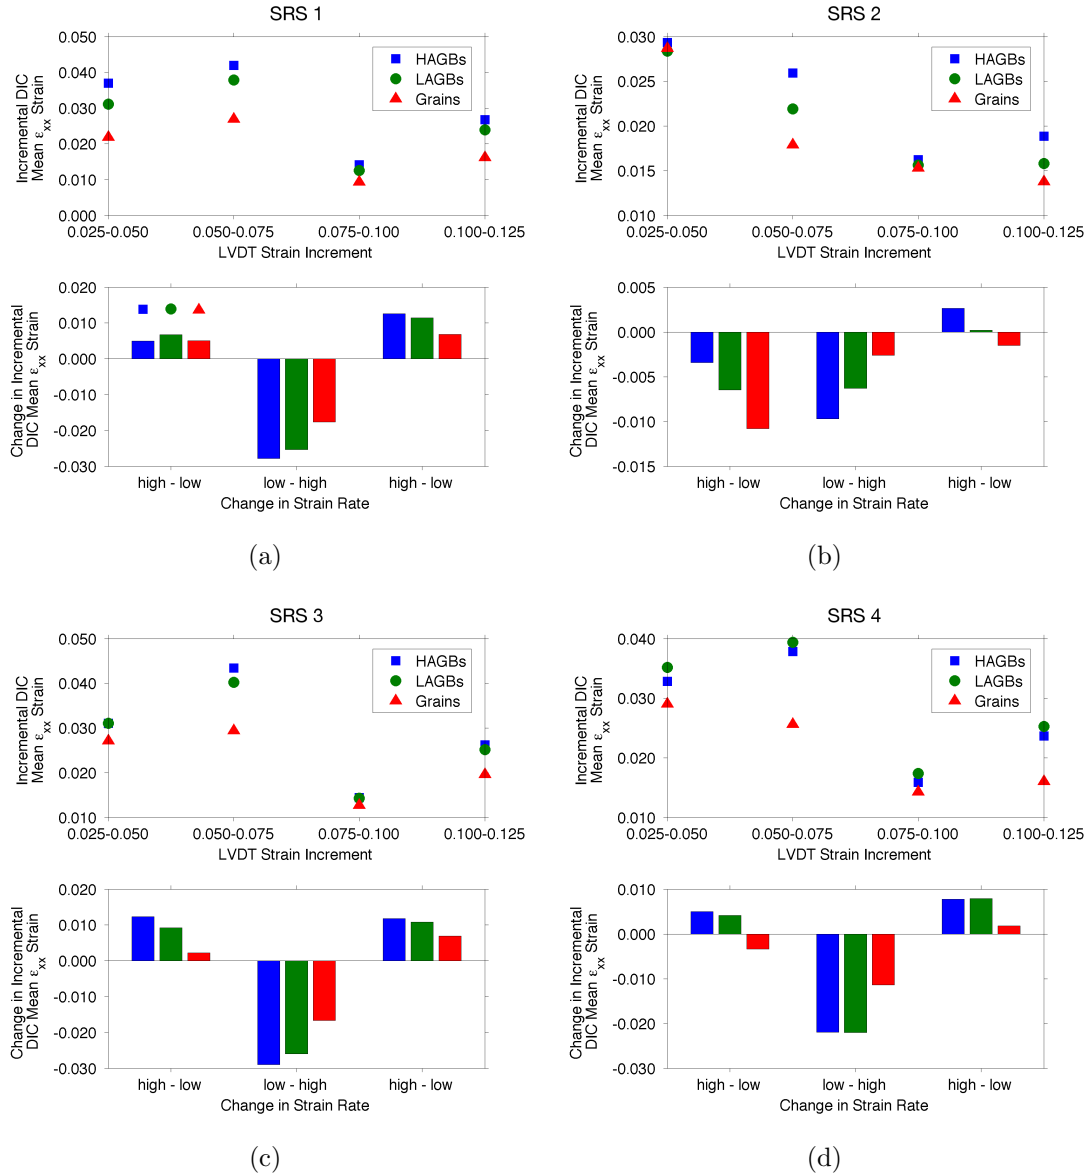 SRS 1
0.050
0.040
0.030
0.020
0.010
0.000
Incremental DIC
Mean ε_xx Strain
HAGBs
LAGBs
Grains
0.025-0.050
0.050-0.075
0.075-0.100
0.100-0.125
LVDT Strain Increment
0.020
0.010
0.000
-0.010
-0.020
-0.030
Change in Incremental
DIC Mean ε_xx Strain
high - low
low - high
high - low
Change in Strain Rate
(a)
SRS 2
0.030
0.025
0.020
0.015
0.010
Incremental DIC
Mean ε_xx Strain
HAGBs
LAGBs
Grains
0.025-0.050
0.050-0.075
0.075-0.100
0.100-0.125
LVDT Strain Increment
0.005
0.000
-0.005
-0.010
-0.015
Change in Incremental
DIC Mean ε_xx Strain
high - low
low - high
high - low
Change in Strain Rate
(b)
SRS 3
0.050
0.040
0.030
0.020
0.010
Incremental DIC
Mean ε_xx Strain
HAGBs
LAGBs
Grains
0.025-0.050
0.050-0.075
0.075-0.100
0.100-0.125
LVDT Strain Increment
0.020
0.010
0.000
-0.010
-0.020
-0.030
Change in Incremental
DIC Mean ε_xx Strain
high - low
low - high
high - low
Change in Strain Rate
(c)
SRS 4
0.040
0.030
0.020
0.010
Incremental DIC
Mean ε_xx Strain
HAGBs
LAGBs
Grains
0.025-0.050
0.050-0.075
0.075-0.100
0.100-0.125
LVDT Strain Increment
0.010
0.000
-0.010
-0.020
-0.030
Change in Incremental
DIC Mean ε_xx Strain
high - low
low - high
high - low
Change in Strain Rate
(d)